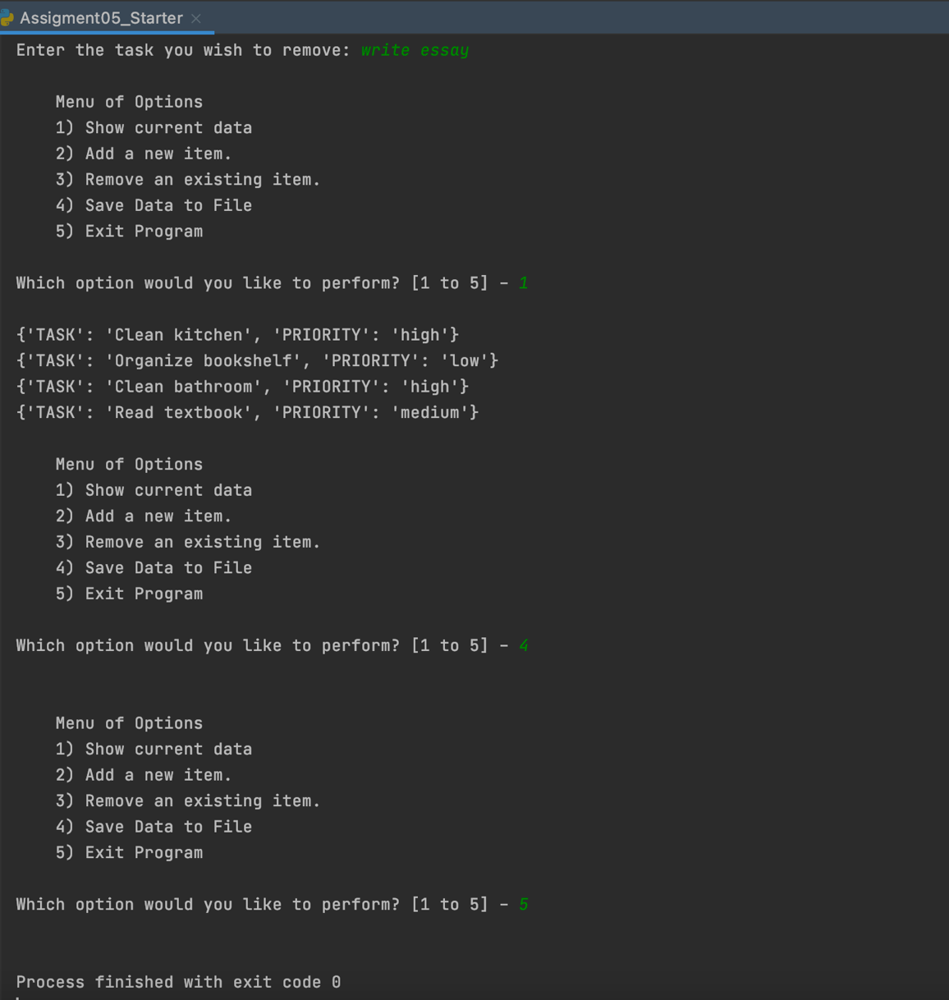 Assigment05_Starter
Enter the task you wish to remove: write essay
Menu of Options
1) Show current data
2) Add a new item.
3) Remove an existing item.
4) Save Data to File
5) Exit Program
Which option would you like to perform? [1 to 5] - 1
{'TASK': 'Clean kitchen', 'PRIORITY': 'high'}
{'TASK': 'Organize bookshelf', 'PRIORITY': 'low'}
{'TASK': 'Clean bathroom', 'PRIORITY': 'high'}
{'TASK': 'Read textbook', 'PRIORITY': 'medium'}
Menu of Options
1) Show current data
2) Add a new item.
3) Remove an existing item.
4) Save Data to File
5) Exit Program
Which option would you like to perform? [1 to 5] - 4
Menu of Options
1) Show current data
2) Add a new item.
3) Remove an existing item.
4) Save Data to File
5) Exit Program
Which option would you like to perform? [1 to 5] - 5
Process finished with exit code 0